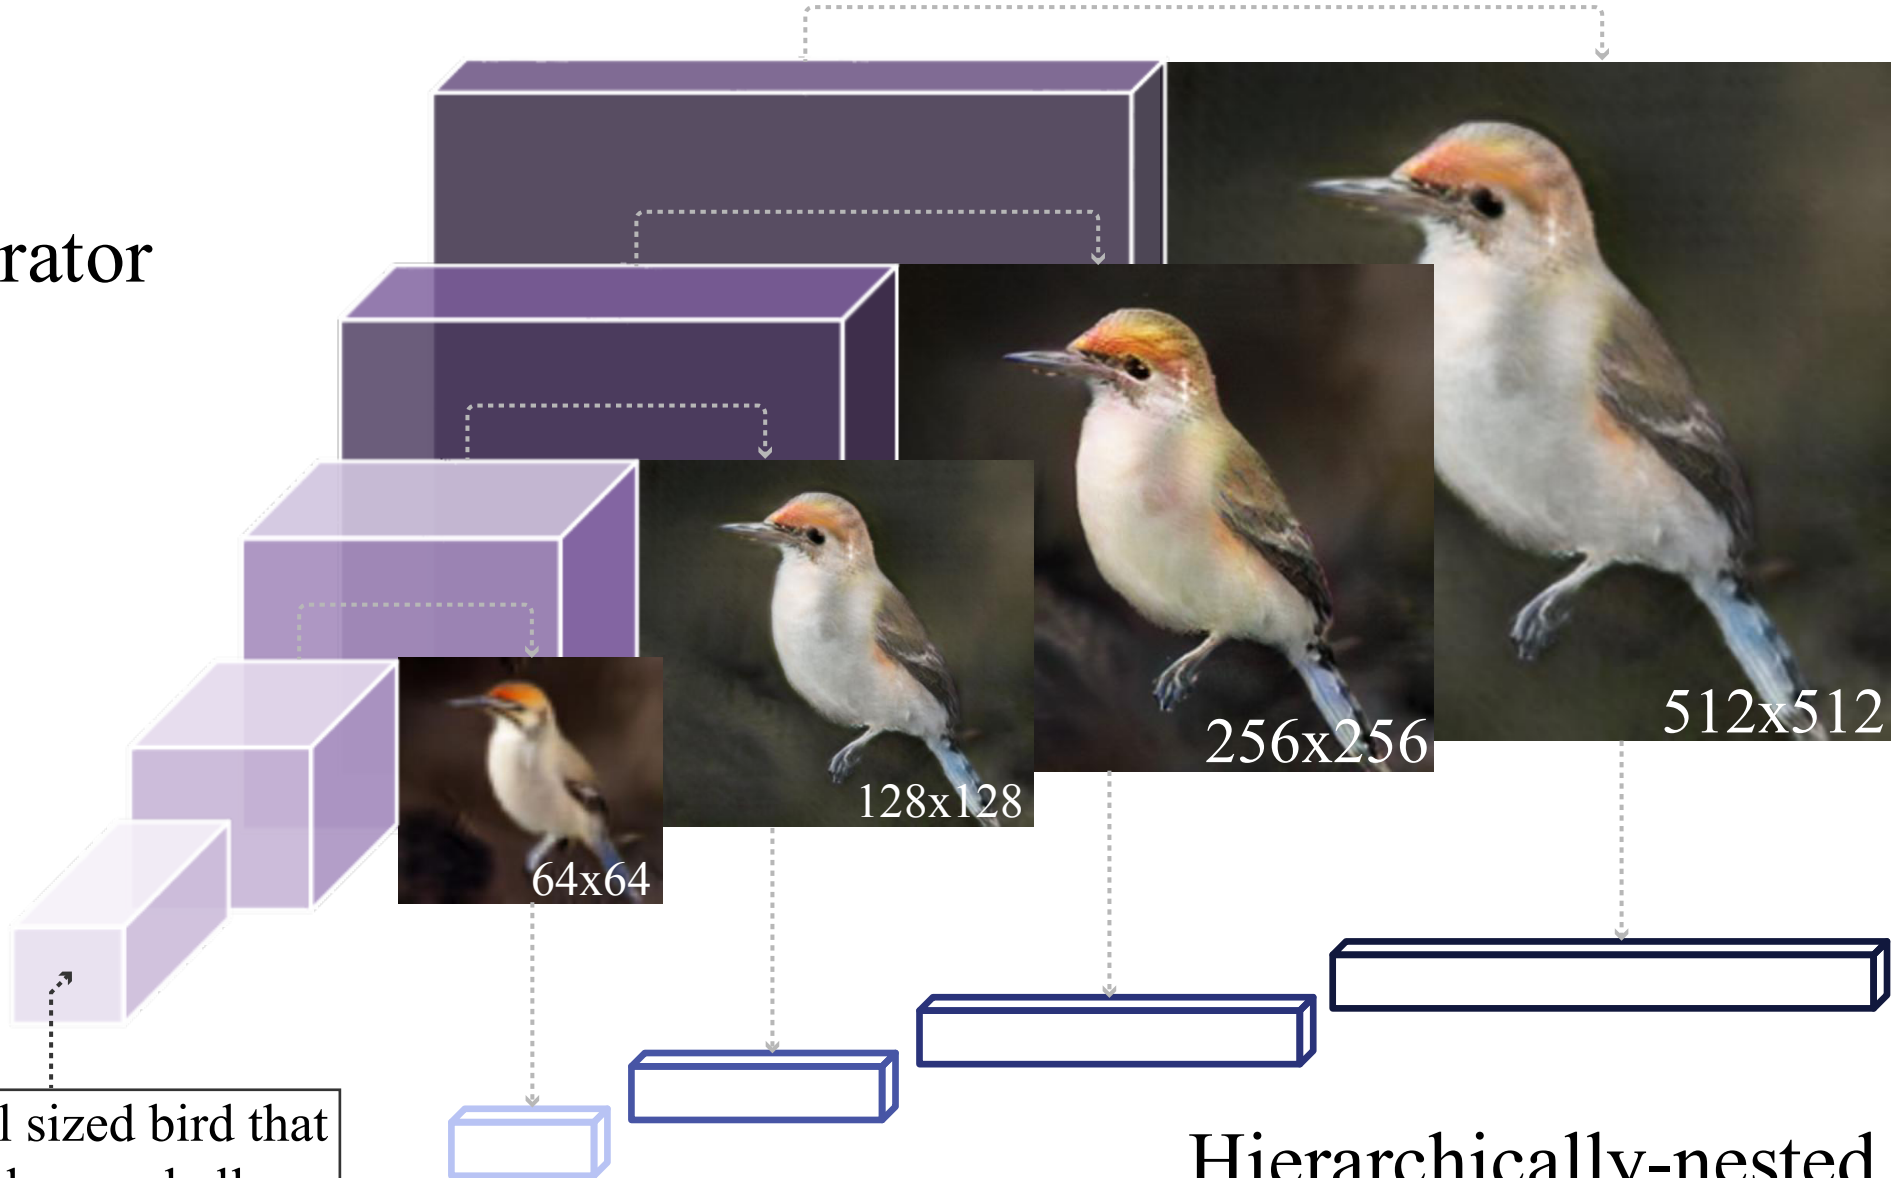 rator
512x512
256x256
128x128
64x64
l sized bird that
Hierarchically-nested